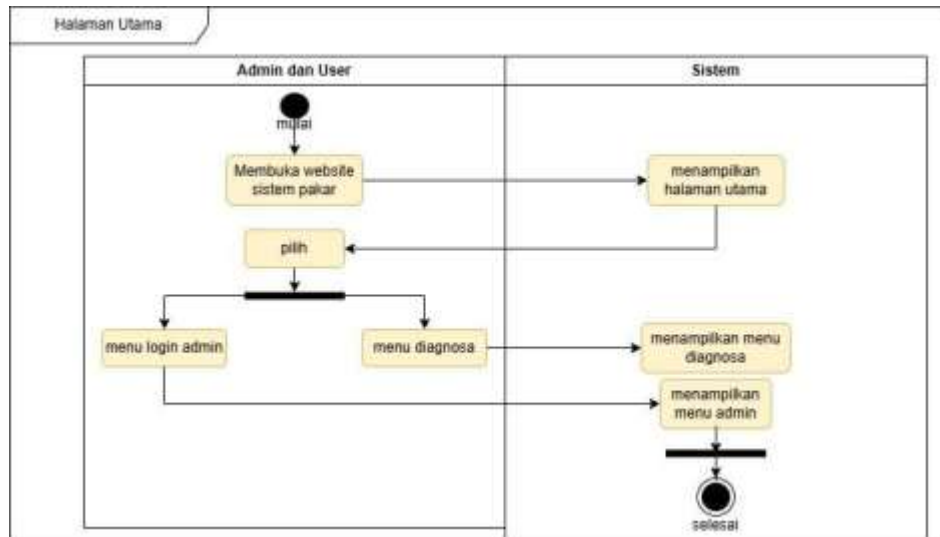 Halaman Utama
Admin dan User
Sistem
mulai
Membuka website
sistem pakar
menampilkan
halaman utama
pilih
menu login admin
menu diagnosa
menampilkan menu
diagnosa
menampilkan
menu admin
selesai